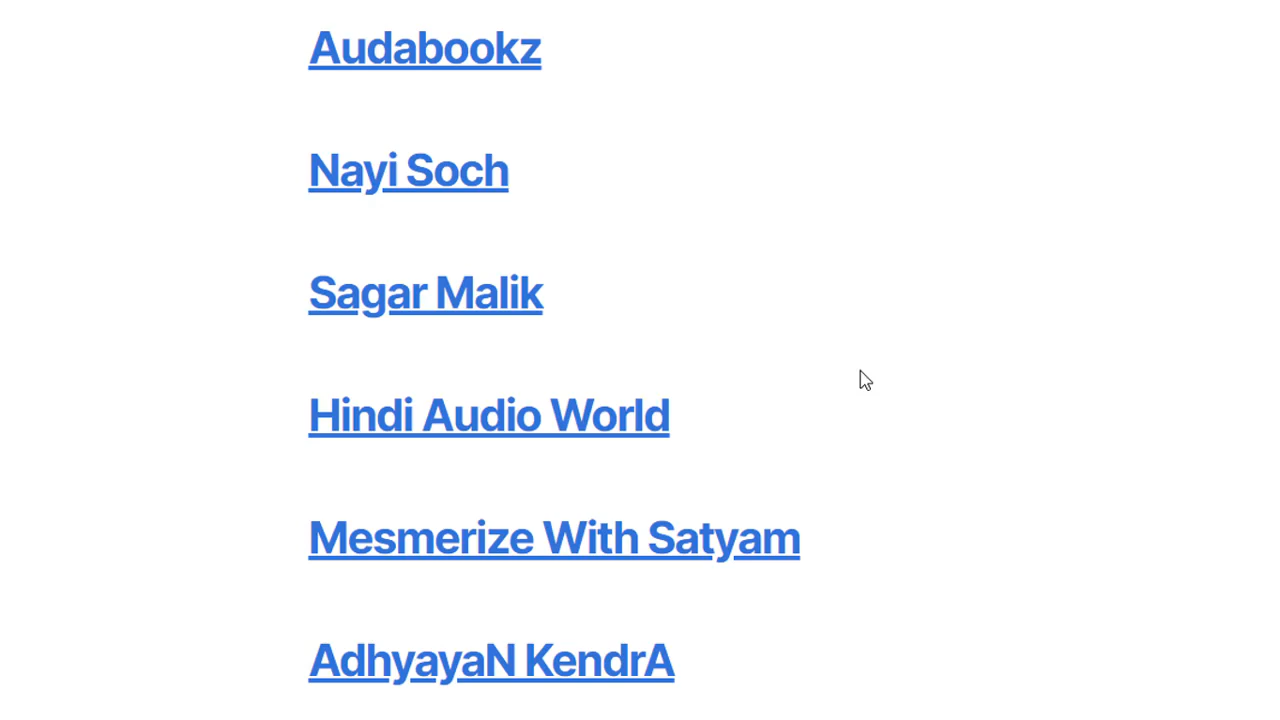 Audabookz
Nayi Soch
Sagar Malik
Hindi Audio World
Mesmerize With Satyam
AdhyayaN KendrA